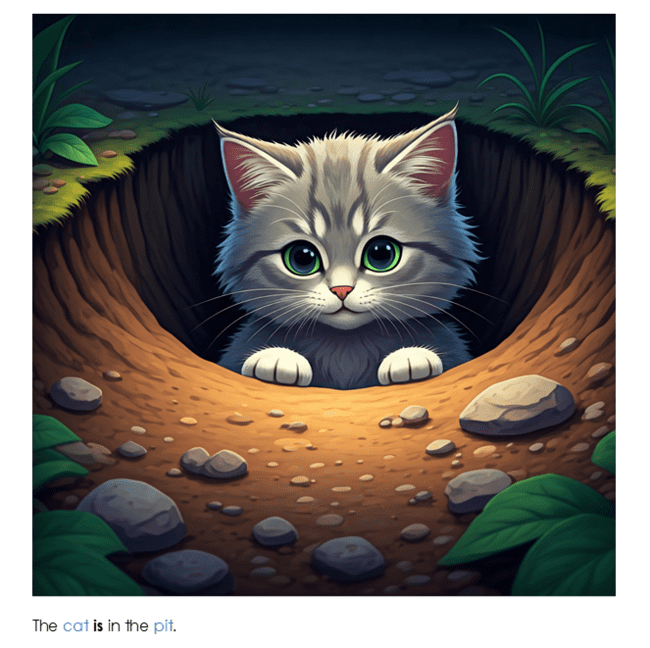 The cat is in the pit.